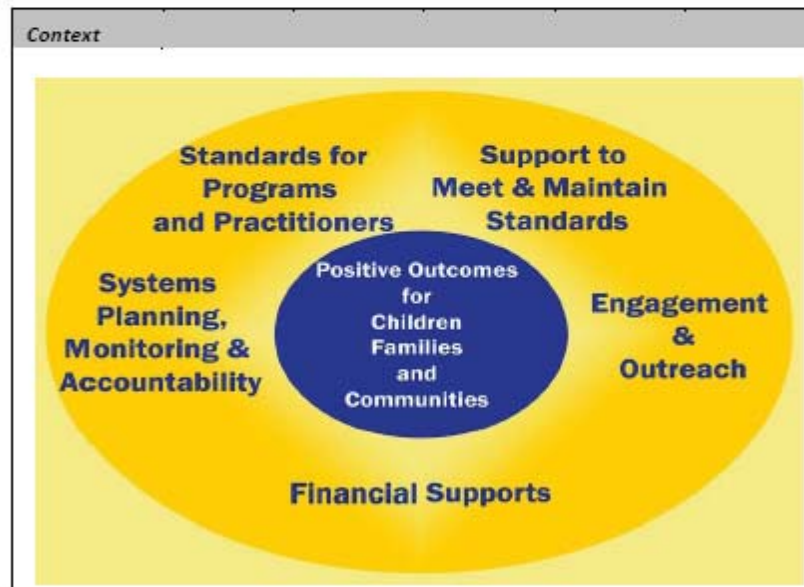 Context
Standards for
Programs
and Practitioners
Support to
Meet & Maintain
Standards
Systems
Planning,
Monitoring &
Accountability
Positive Outcomes
for
Children
Families
and
Communities
Engagement
&
Outreach
Financial Supports